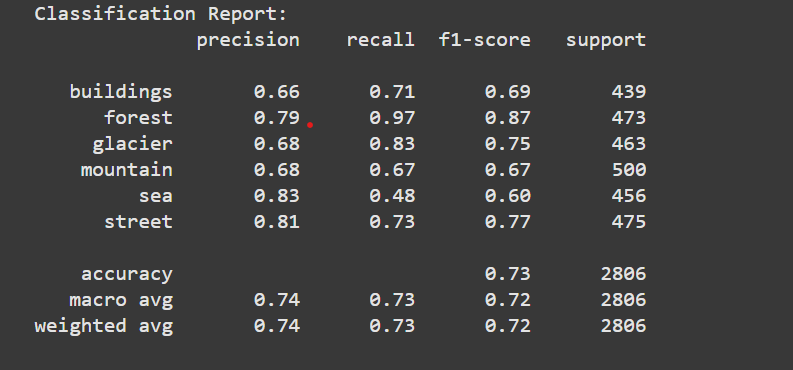 Classification Report:
precision recall f1-score support
buildings 0.66 0.71 0.69 439
forest 0.79 0.97 0.87 473
glacier 0.68 0.83 0.75 463
mountain 0.68 0.67 0.67 500
sea 0.83 0.48 0.60 456
street 0.81 0.73 0.77 475
accuracy 0.73 2806
macro avg 0.74 0.73 0.72 2806
weighted avg 0.74 0.73 0.72 2806